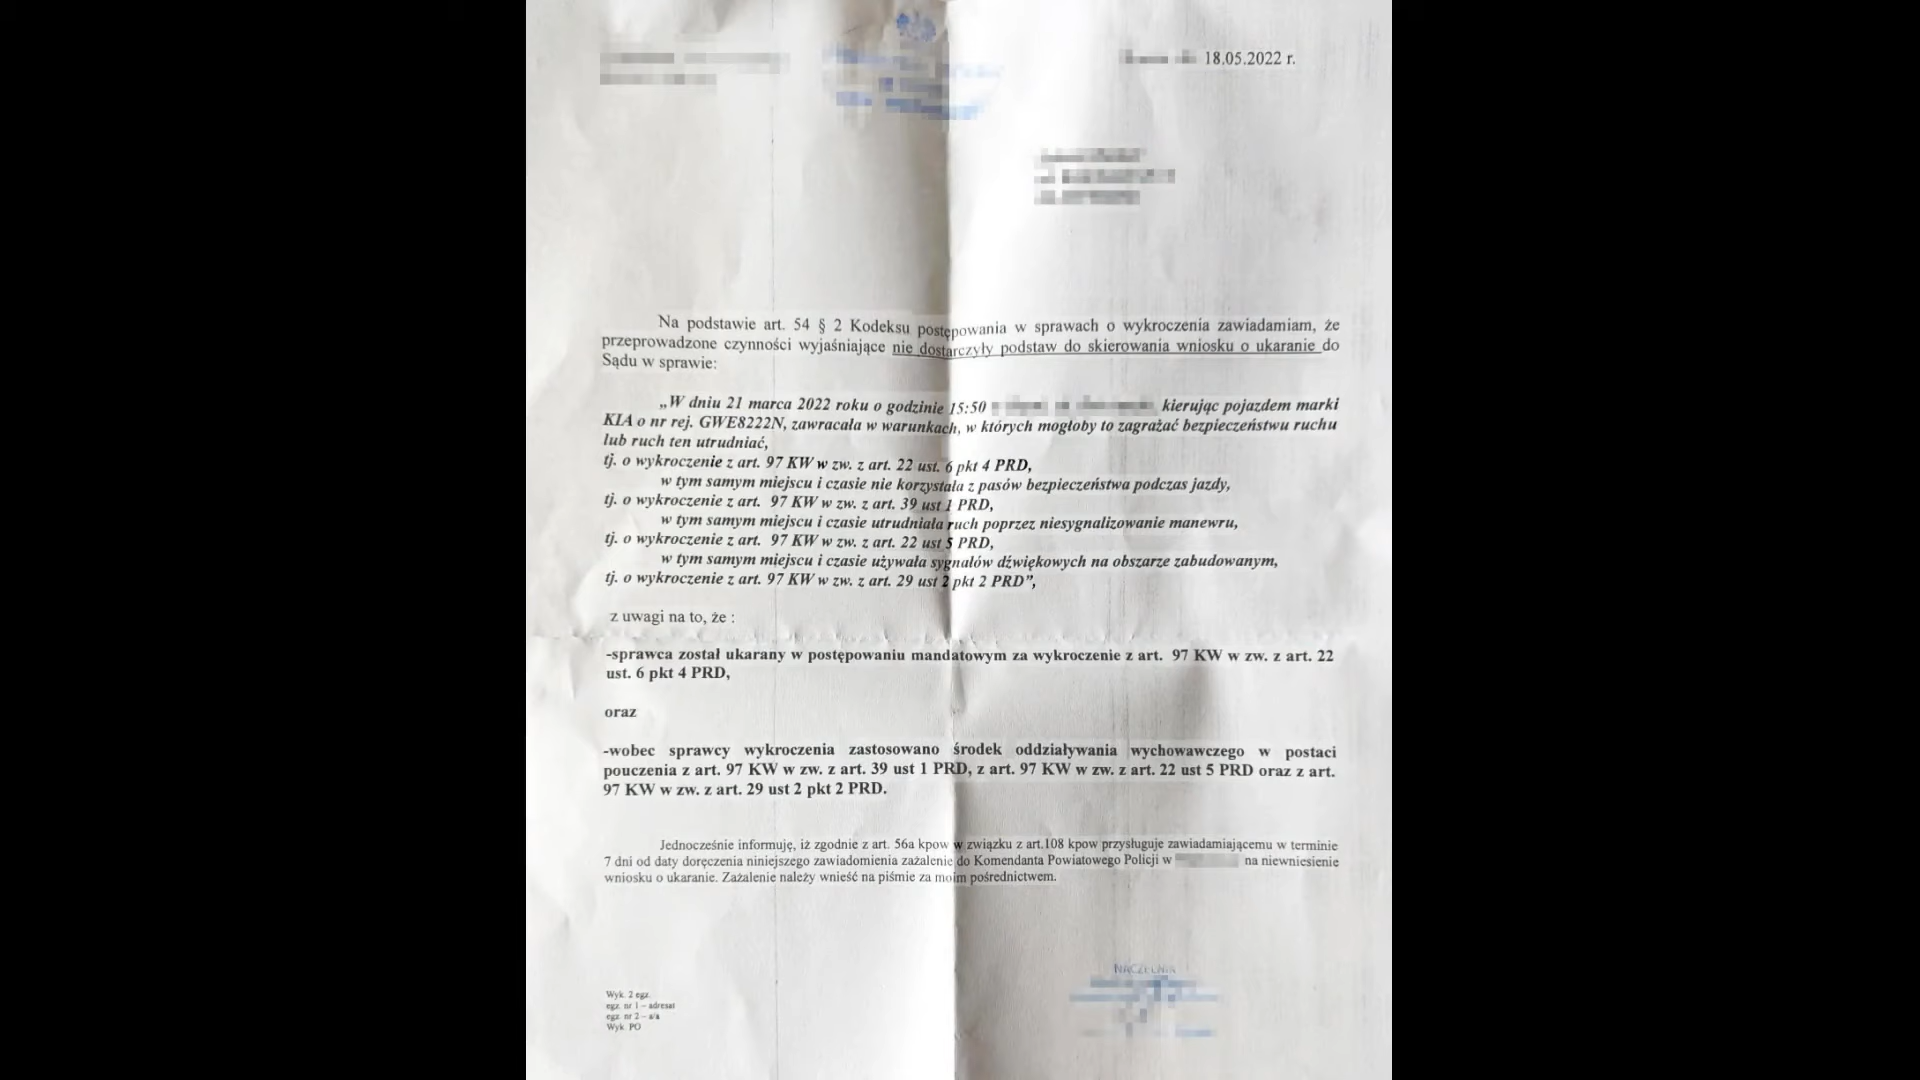 18.05.2022 r.
Na podstawie art. 54 § 2 Kodeksu postępowania w sprawach o wykroczenia zawiadamiam, że
przeprowadzone czynności wyjaśniające nie dostarczyły podstaw do skierowania wniosku o ukaranie do
Sądu w sprawie:
„W dniu 21 marca 2022 roku o godzinie 15:50 kierując pojazdem marki
KIA o nr rej. GWE8222N, zawracała w warunkach, w których mogłoby to zagrażać bezpieczeństwu ruchu
lub ruch ten utrudniać,
tj. o wykroczenie z art. 97 KW w zw. z art. 22 ust. 6 pkt 4 PRD,
w tym samym miejscu i czasie nie korzystała z pasów bezpieczeństwa podczas jazdy,
tj. o wykroczenie z art. 97 KW w zw. z art. 39 ust 1 PRD,
w tym samym miejscu i czasie utrudniała ruch poprzez niesygnalizowanie manewru,
tj. o wykroczenie z art. 97 KW w zw. z art. 22 ust 5 PRD,
w tym samym miejscu i czasie używała sygnałów dźwiękowych na obszarze zabudowanym,
tj. o wykroczenie z art. 97 KW w zw. z art. 29 ust 2 pkt 2 PRD”,
z uwagi na to, że :
-sprawca został ukarany w postępowaniu mandatowym za wykroczenie z art. 97 KW w zw. z art. 22
ust. 6 pkt 4 PRD,
oraz
-wobec sprawcy wykroczenia zastosowano środek oddziaływania wychowawczego w postaci
pouczenia z art. 97 KW w zw. z art. 39 ust 1 PRD, z art. 97 KW w zw. z art. 22 ust 5 PRD oraz z art.
97 KW w zw. z art. 29 ust 2 pkt 2 PRD.
Jednocześnie informuję, iż zgodnie z art. 56a kpow w związku z art.108 kpow przysługuje zawiadamiającemu w terminie
7 dni od daty doręczenia niniejszego zawiadomienia zażalenie do Komendanta Powiatowego Policji w na niewniesienie
wniosku o ukaranie. Zażalenie należy wnieść na piśmie za moim pośrednictwem.
NACZELNIK
Wyk. 2 egz.
egz. nr 1 – adresat
egz. nr 2 – a/a
Wyk. PO